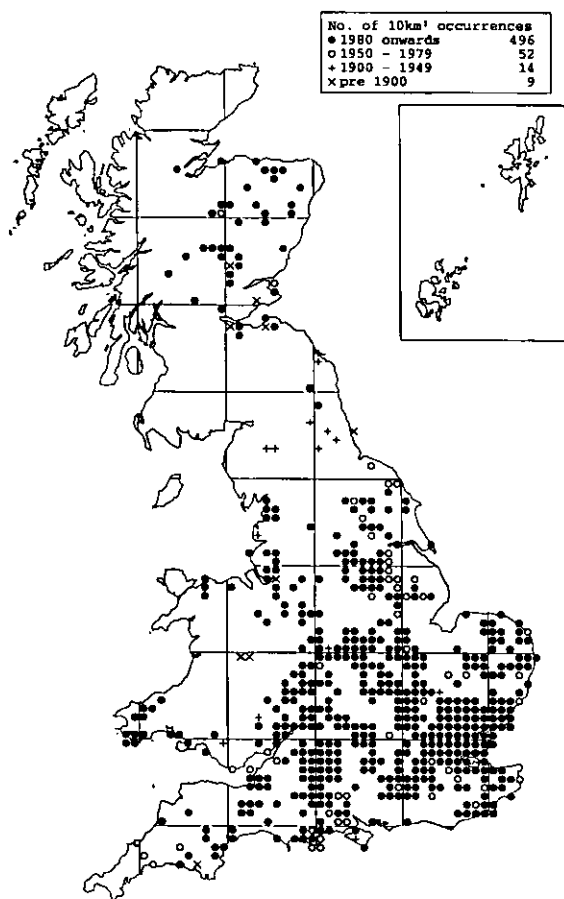 No. of 10km² occurrences
● 1980 onwards 496
○ 1950 - 1979 52
+ 1900 - 1949 14
× pre 1900 9